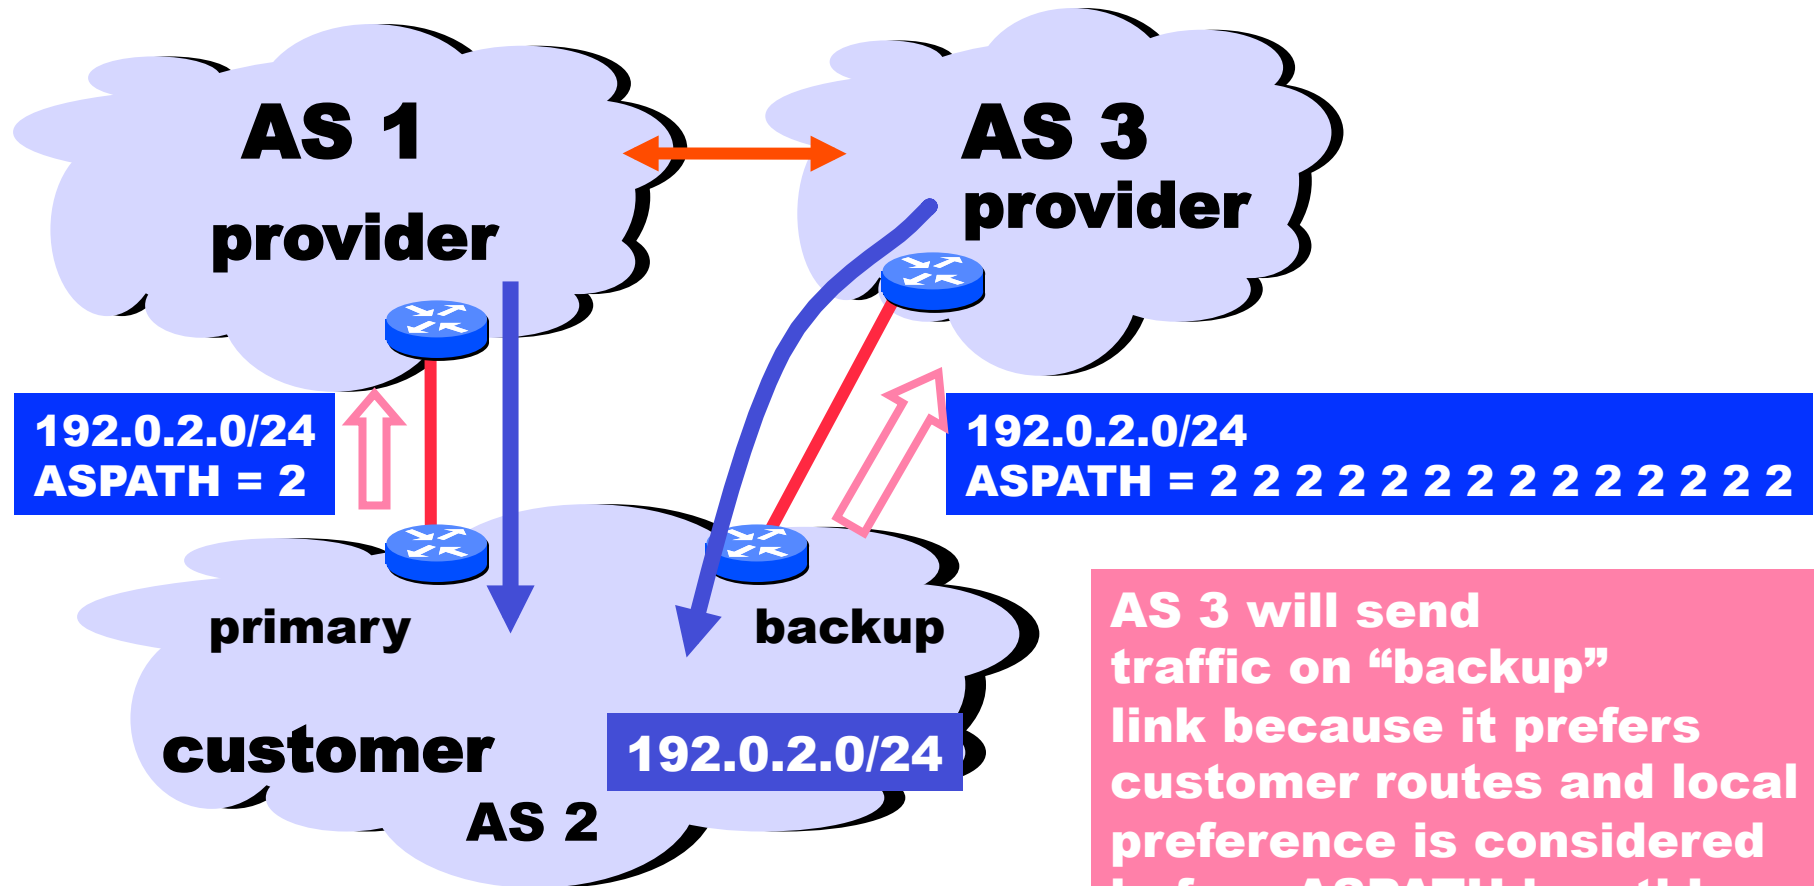 AS 1
provider
AS 3
provider
192.0.2.0/24
ASPATH = 2
192.0.2.0/24
ASPATH = 2 2 2 2 2 2 2 2 2 2 2 2 2 2
primary
backup
customer
192.0.2.0/24
AS 2
AS 3 will send
traffic on “backup”
link because it prefers
customer routes and local
preference is considered
before ASPATH